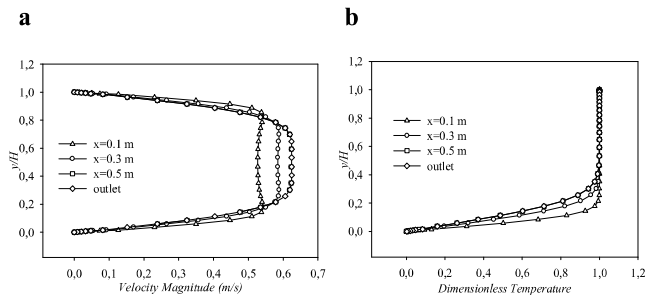 a
1,2
1,0
0,8
0,6
0,4
0,2
0,0
y/H
x=0.1 m
x=0.3 m
x=0.5 m
outlet
0,0 0,1 0,2 0,3 0,4 0,5 0,6 0,7
Velocity Magnitude (m/s)
b
1,2
1,0
0,8
0,6
0,4
0,2
0,0
y/H
x=0.1 m
x=0.3 m
x=0.5 m
outlet
0,0 0,2 0,4 0,6 0,8 1,0 1,2
Dimensionless Temperature